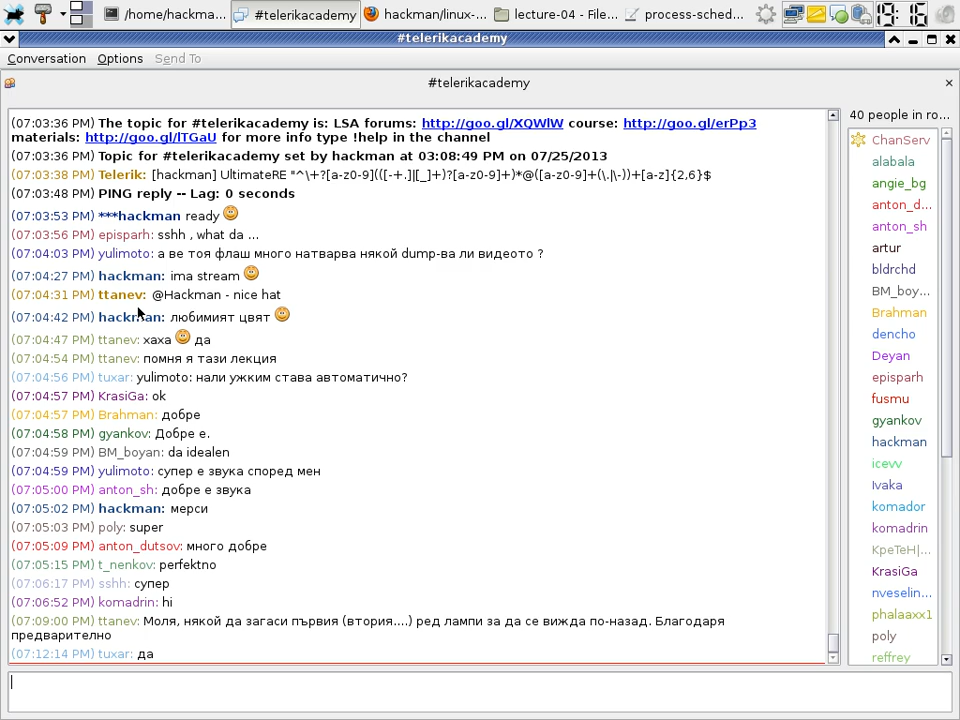 /home/hackma...
#telerikacademy
hackman/linux-...
lecture-04 - File...
process-sched...
19:16
#telerikacademy
Conversation Options Send To
#telerikacademy
(07:03:36 PM) The topic for #telerikacademy is: LSA forums: http://goo.gl/XQWlW course: http://goo.gl/erPp3
materials: http://goo.gl/lTGaU for more info type !help in the channel
(07:03:36 PM) Topic for #telerikacademy set by hackman at 03:08:49 PM on 07/25/2013
(07:03:38 PM) Telerik: [hackman] UltimateRE "^\+?[a-z0-9](([-+.]|[_]+)?[a-z0-9]+)*@([a-z0-9]+(\.|\-))+[a-z]{2,6}$
(07:03:48 PM) PING reply -- Lag: 0 seconds
(07:03:53 PM) ***hackman ready
(07:03:56 PM) episparh: sshh , what da ...
(07:04:03 PM) yulimoto: а ве тоя флаш много натварва някой dump-ва ли видеото ?
(07:04:27 PM) hackman: ima stream
(07:04:31 PM) ttanev: @Hackman - nice hat
(07:04:42 PM) hackman: любимият цвят
(07:04:47 PM) ttanev: хаха да
(07:04:54 PM) ttanev: помня я тази лекция
(07:04:56 PM) tuxar: yulimoto: нали ужким става автоматично?
(07:04:57 PM) KrasiGa: ok
(07:04:57 PM) Brahman: добре
(07:04:58 PM) gyankov: Добре е.
(07:04:59 PM) BM_boyan: da idealen
(07:04:59 PM) yulimoto: супер е звука според мен
(07:05:00 PM) anton_sh: добре е звука
(07:05:02 PM) hackman: мерси
(07:05:03 PM) poly: super
(07:05:09 PM) anton_dutsov: много добре
(07:05:15 PM) t_nenkov: perfektno
(07:06:17 PM) sshh: супер
(07:06:52 PM) komadrin: hi
(07:09:00 PM) ttanev: Моля, някой да загаси първия (втория....) ред лампи за да се вижда по-назад. Благодаря
предварително
(07:12:14 PM) tuxar: да
40 people in ro...
ChanServ
alabala
angie_bg
anton_d...
anton_sh
artur
bldrchd
BM_boy...
Brahman
dencho
Deyan
episparh
fusmu
gyankov
hackman
icevv
Ivaka
komador
komadrin
KpeTeH|...
KrasiGa
nveselin...
phalaaxx1
poly
reffrey